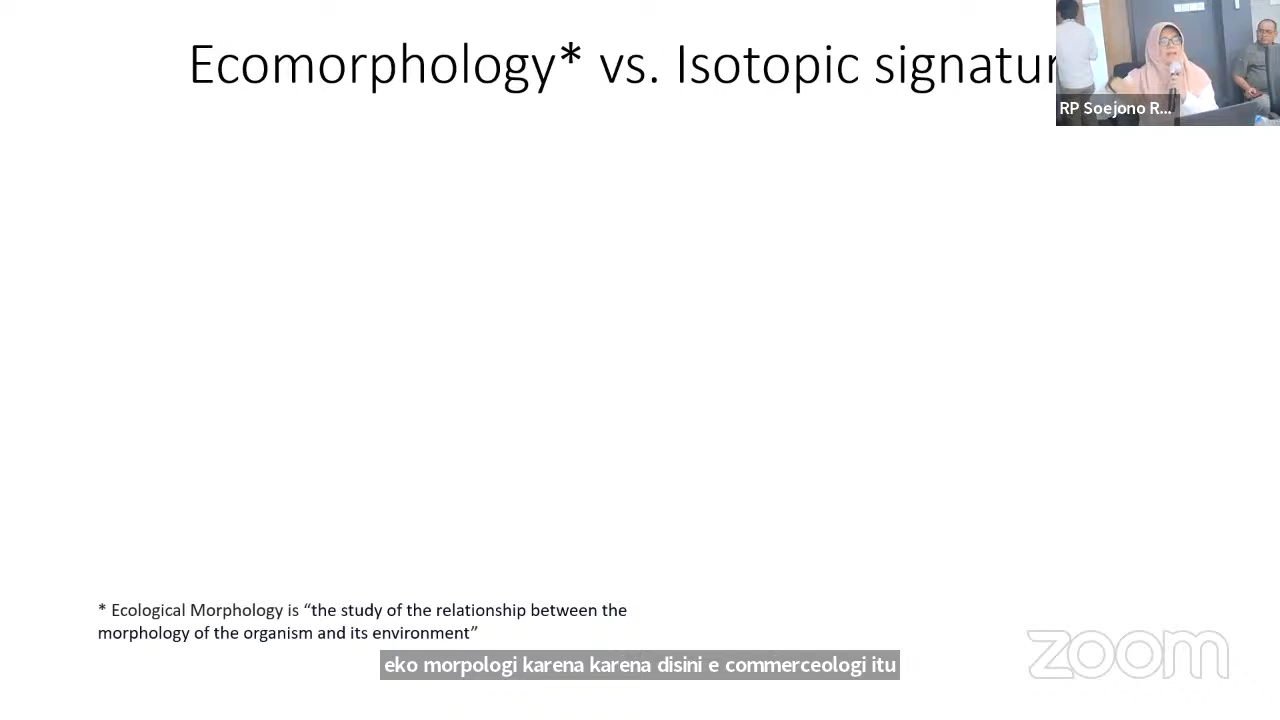 Ecomorphology* vs. Isotopic signatur
RP Soejono R...
* Ecological Morphology is “the study of the relationship between the
morphology of the organism and its environment”
eko morpologi karena karena disini e commerceologi itu
zoom